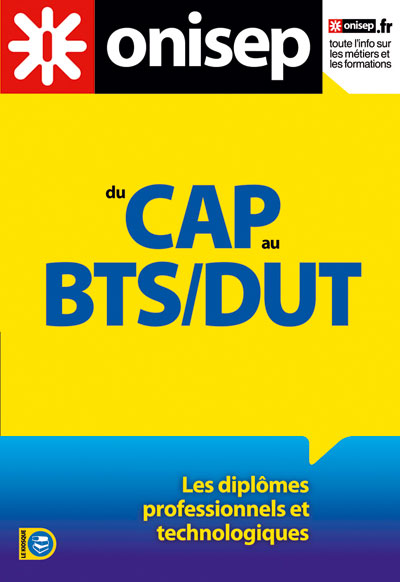 onisep
onisep.fr
toute l'info sur
les métiers et
les formations
du
CAP
au
BTS/DUT
Les diplômes
professionnels et
technologiques
LE KIOSQUE